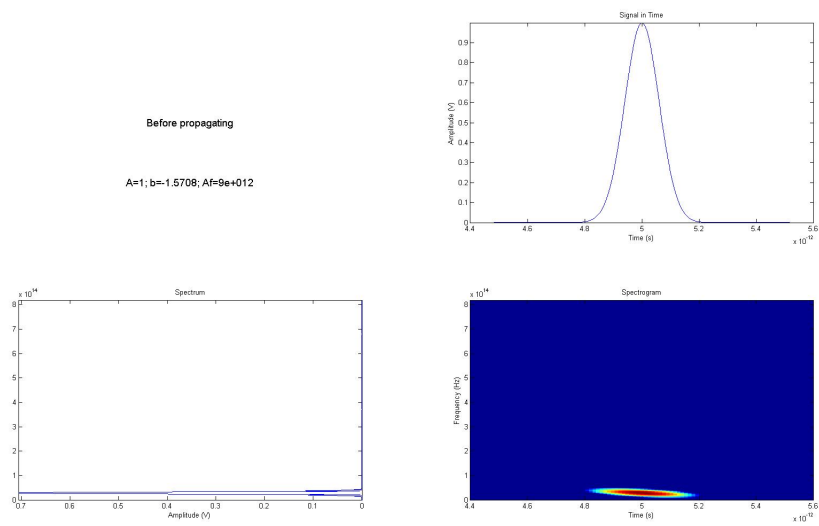 Before propagating
A=1; b=-1.5708; Af=9e+012
Signal in Time
Amplitude (V)
0.9
0.8
0.7
0.6
0.5
0.4
0.3
0.2
0.1
0
4.4 4.6 4.8 5 5.2 5.4 5.6
Time (s)
x 10^-12
Spectrum
x 10^14
8
7
6
5
4
3
2
1
0
0.7 0.6 0.5 0.4 0.3 0.2 0.1 0
Amplitude (V)
Spectrogram
x 10^14
Frequency (Hz)
8
7
6
5
4
3
2
1
0
4.4 4.6 4.8 5 5.2 5.4 5.6
Time (s)
x 10^-12